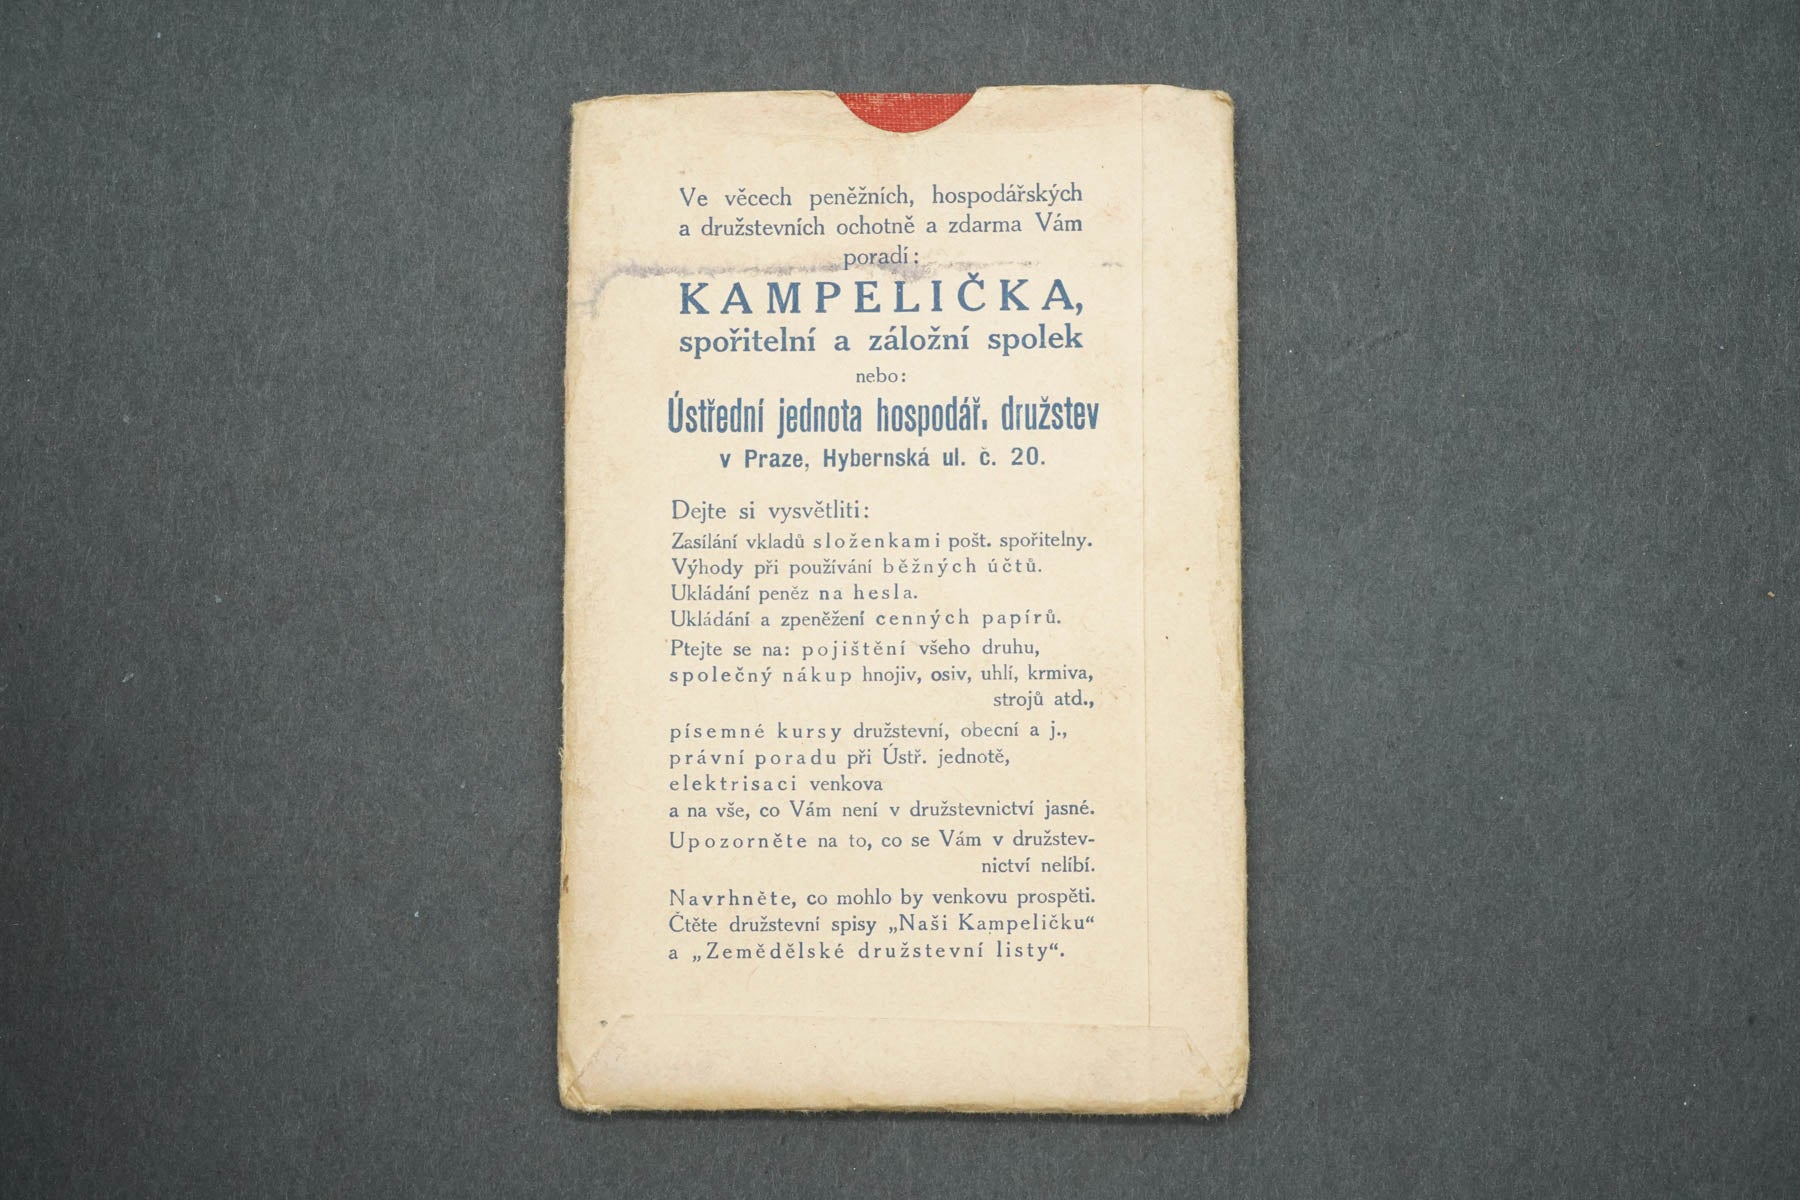 Ve věcech peněžních, hospodářských
a družstevních ochotně a zdarma Vám
poradí:
KAMPELIČKA,
spořitelní a záložní spolek
nebo:
Ústřední jednota hospodář. družstev
v Praze, Hybernská ul. č. 20.
Dejte si vysvětliti:
Zasílání vkladů složenkami pošt. spořitelny.
Výhody při používání běžných účtů.
Ukládání peněz na hesla.
Ukládání a zpeněžení cenných papírů.
Ptejte se na: pojištění všeho druhu,
společný nákup hnojiv, osiv, uhlí, krmiva,
strojů atd.,
písemné kursy družstevní, obecní a j.,
právní poradu při Ústř. jednotě,
elektrisaci venkova
a na vše, co Vám není v družstevnictví jasné.
Upozorněte na to, co se Vám v družstev-
nictví nelíbí.
Navrhněte, co mohlo by venkovu prospěti.
Čtěte družstevní spisy „Naši Kampeličku“
a „Zemědělské družstevní listy“.